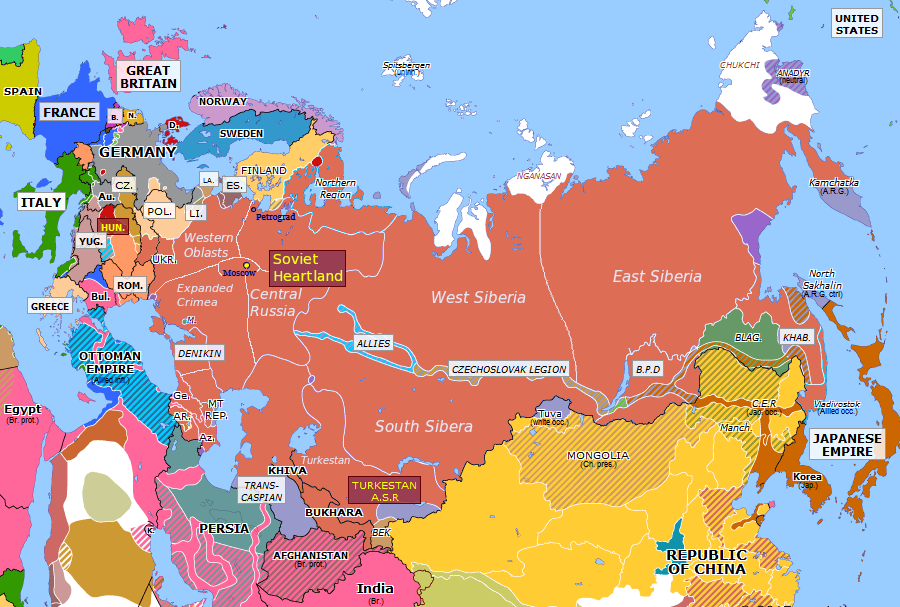 UNITED
STATES
CHUKCHI
ANADYR
(neutral)
Spitsbergen
(uninh.)
GREAT
BRITAIN
SPAIN
FRANCE
B.
N.
D.
NORWAY
SWEDEN
GERMANY
FINLAND
Northern
Region
NGANASAN
Kamchatka
(A.R.G.)
ITALY
Au.
CZ.
LA.
ES.
POL.
LI.
Petrograd
HUN.
YUG.
UKR.
Western
Oblasts
Moscow
Soviet
Heartland
Expanded
Crimea
Central
Russia
West Siberia
East Siberia
North
Sakhalin
(A.R.G. ctrl)
GREECE
Bul.
ROM.
M.
DENIKIN
ALLIES
CZECHOSLOVAK LEGION
B.P.D
BLAG.
KHAB.
OTTOMAN
EMPIRE
(Allied infl.)
Ge.
AR.
MT
REP.
Az.
Egypt
(Br. prot.)
South Sibera
Tuva
(white occ.)
C.E.R
(Jap. occ.)
Vladivostok
(Allied occ.)
Manch.
MONGOLIA
(Ch. pres.)
JAPANESE
EMPIRE
Korea
(Jap.)
Turkestan
KHIVA
TRANS-
CASPIAN
TURKESTAN
A.S.R
BUKHARA
PERSIA
K.
BEK
AFGHANISTAN
(Br. prot.)
India
(Br.)
REPUBLIC
OF CHINA